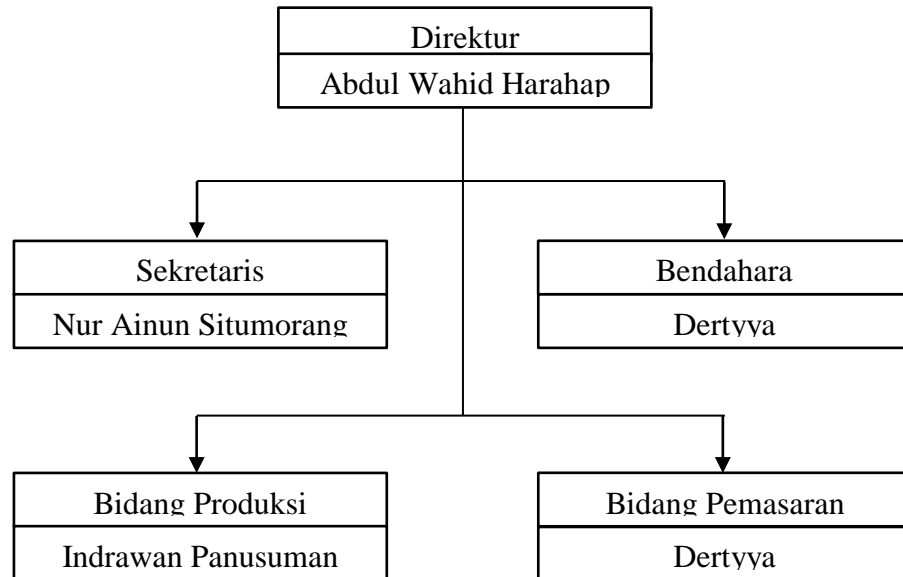 Direktur
Abdul Wahid Harahap
Sekretaris
Nur Ainun Situmorang
Bendahara
Dertyya
Bidang Produksi
Indrawan Panusuman
Bidang Pemasaran
Dertyya